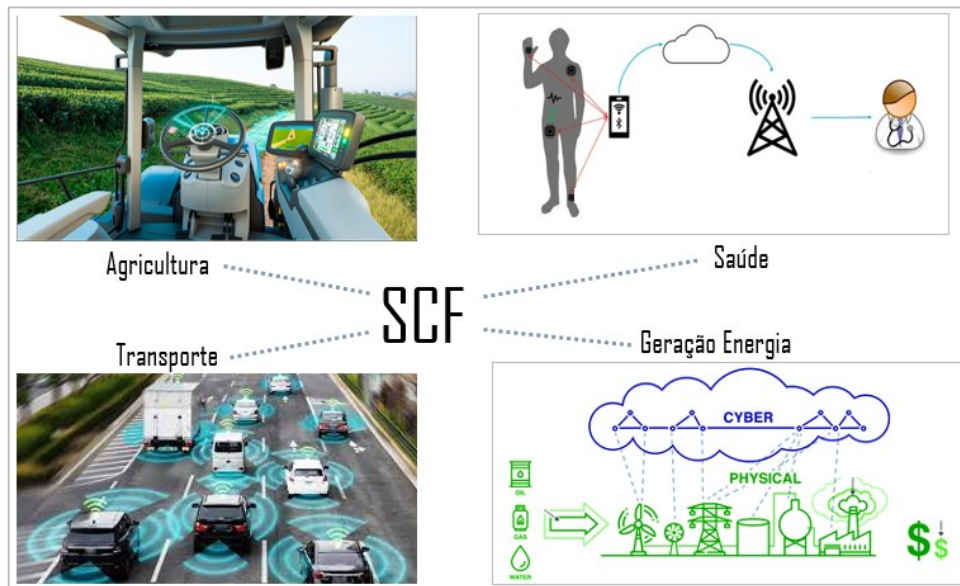 Agricultura
Saúde
SCF
Transporte
Geração Energia
CYBER
PHYSICAL
OIL
GAS
WATER
$
$